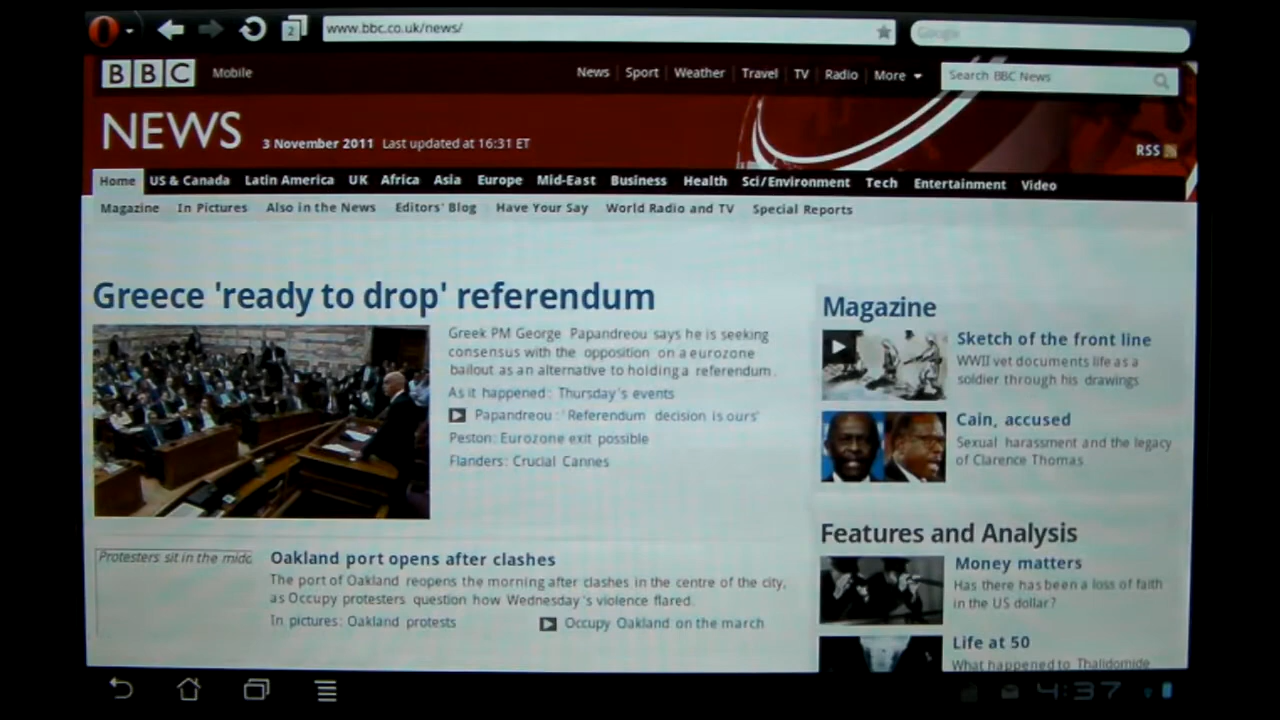 2
www.bbc.co.uk/news/
Google
BBC Mobile
News Sport Weather Travel TV Radio More
Search BBC News
NEWS 3 November 2011 Last updated at 16:31 ET
RSS
Home US & Canada Latin America UK Africa Asia Europe Mid-East Business Health Sci/Environment Tech Entertainment Video
Magazine In Pictures Also in the News Editors' Blog Have Your Say World Radio and TV Special Reports
Greece 'ready to drop' referendum
Greek PM George Papandreou says he is seeking
consensus with the opposition on a eurozone
bailout as an alternative to holding a referendum.
As it happened: Thursday's events
Papandreou: 'Referendum decision is ours'
Peston: Eurozone exit possible
Flanders: Crucial Cannes
Protesters sit in the midd
Oakland port opens after clashes
The port of Oakland reopens the morning after clashes in the centre of the city,
as Occupy protesters question how Wednesday's violence flared.
In pictures: Oakland protests
Occupy Oakland on the march
Magazine
Sketch of the front line
WWII vet documents life as a
soldier through his drawings
Cain, accused
Sexual harassment and the legacy
of Clarence Thomas
Features and Analysis
Money matters
Has there been a loss of faith
in the US dollar?
Life at 50
What happened to Thalidomide
4:37